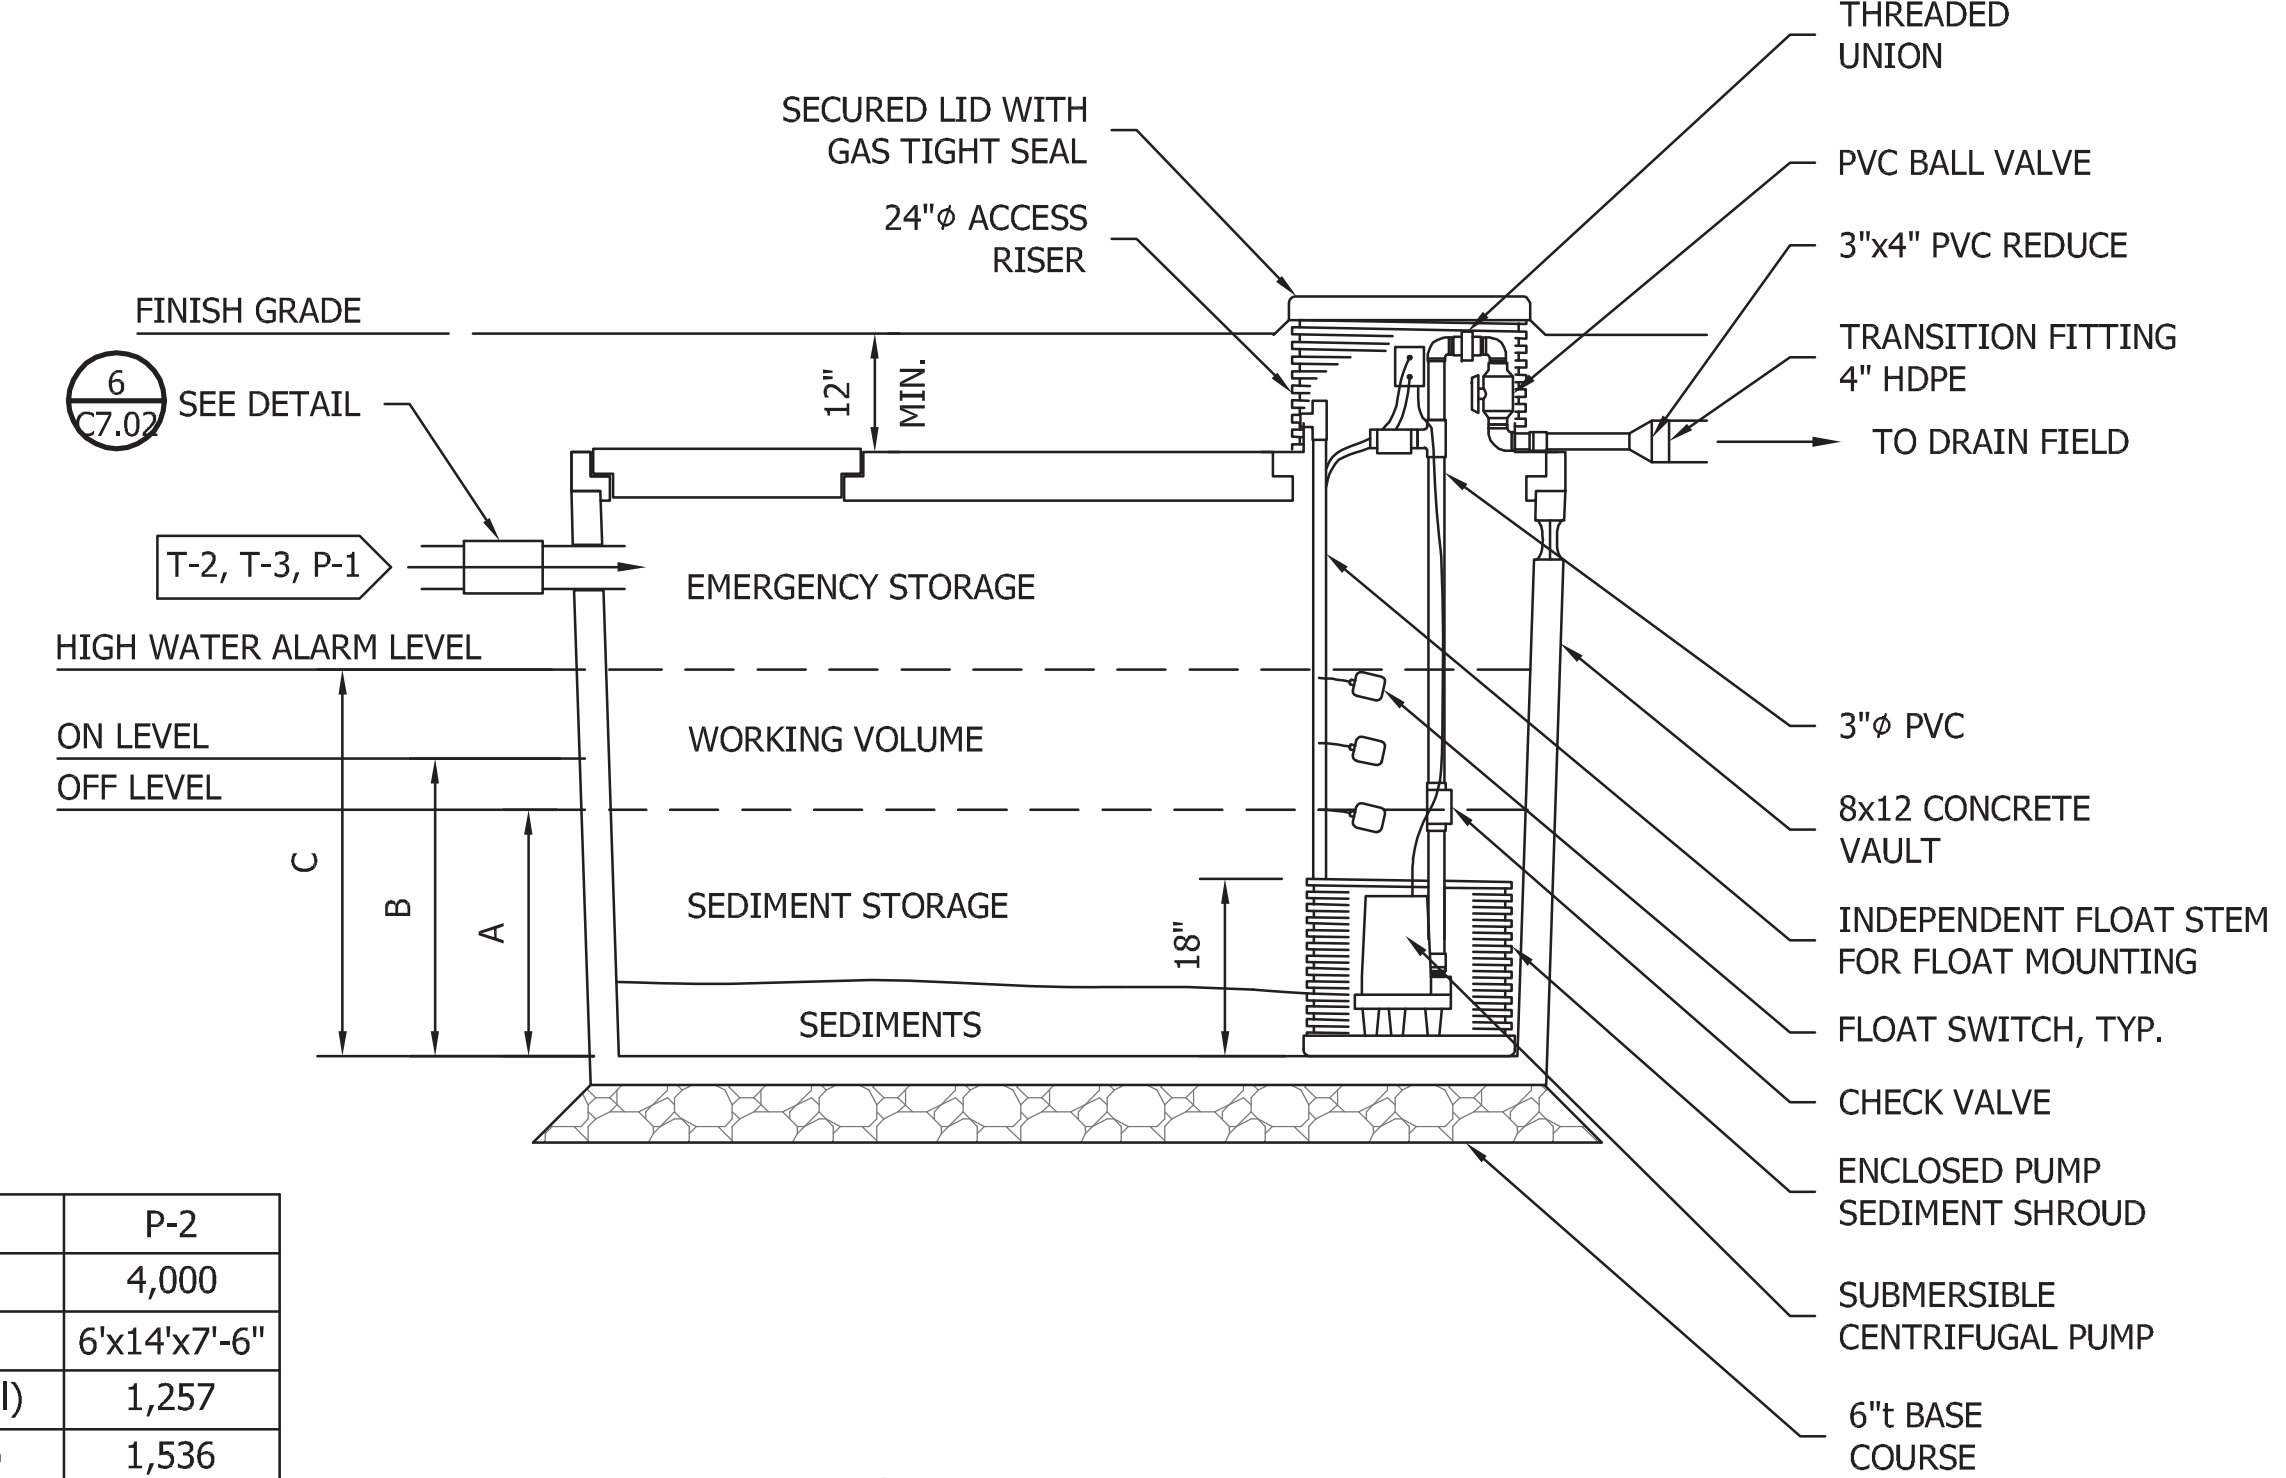 THREADED
UNION
SECURED LID WITH
GAS TIGHT SEAL
PVC BALL VALVE
24"ϕ ACCESS
RISER
3"x4" PVC REDUCE
FINISH GRADE
TRANSITION FITTING
4" HDPE
12"
MIN.
6
C7.02
SEE DETAIL
TO DRAIN FIELD
T-2, T-3, P-1
EMERGENCY STORAGE
HIGH WATER ALARM LEVEL
ON LEVEL
WORKING VOLUME
3"ϕ PVC
OFF LEVEL
8x12 CONCRETE
VAULT
C
B
A
SEDIMENT STORAGE
18"
INDEPENDENT FLOAT STEM
FOR FLOAT MOUNTING
SEDIMENTS
FLOAT SWITCH, TYP.
CHECK VALVE
ENCLOSED PUMP
SEDIMENT SHROUD
SUBMERSIBLE
CENTRIFUGAL PUMP
6"t BASE
COURSE
P-2
4,000
6'x14'x7'-6"
l) 1,257
1,536